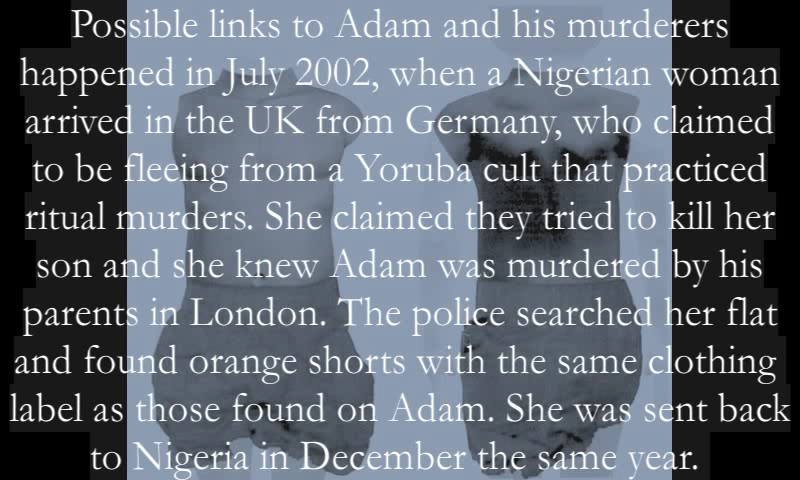 Possible links to Adam and his murderers
happened in July 2002, when a Nigerian woman
arrived in the UK from Germany, who claimed
to be fleeing from a Yoruba cult that practiced
ritual murders. She claimed they tried to kill her
son and she knew Adam was murdered by his
parents in London. The police searched her flat
and found orange shorts with the same clothing
label as those found on Adam. She was sent back
to Nigeria in December the same year.